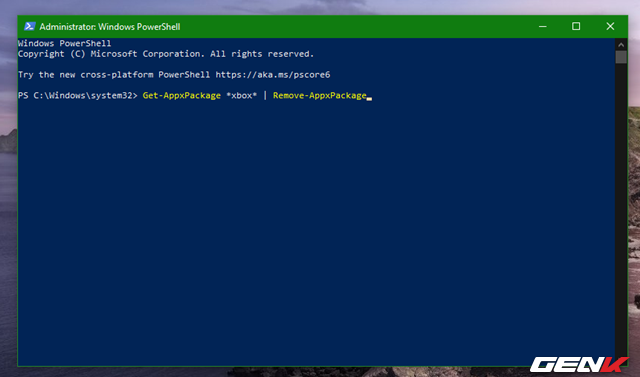 Administrator: Windows PowerShell
Windows PowerShell
Copyright (C) Microsoft Corporation. All rights reserved.
Try the new cross-platform PowerShell https://aka.ms/pscore6
PS C:\Windows\system32> Get-AppxPackage *xbox* | Remove-AppxPackage
GENK